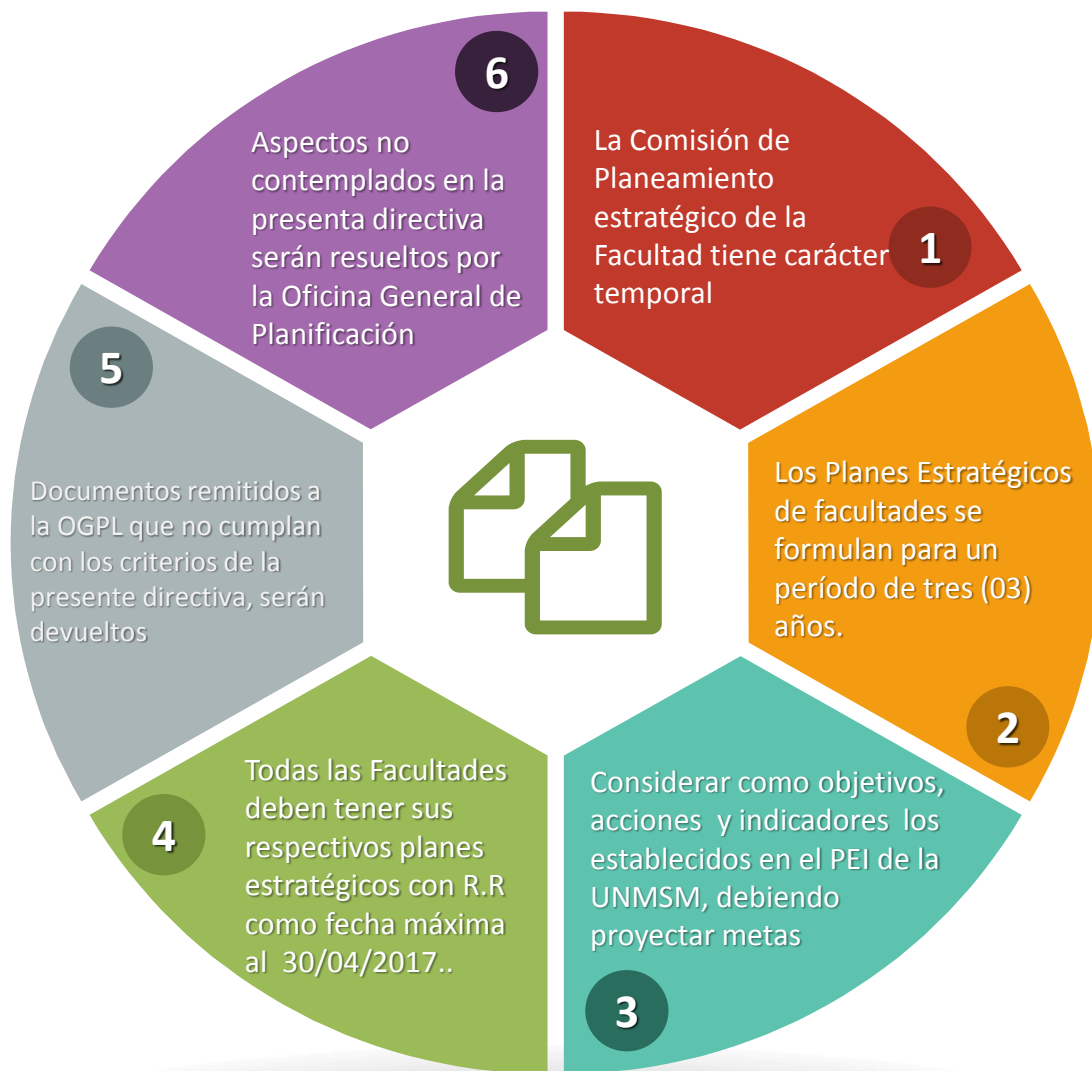 1
La Comisión de
Planeamiento
estratégico de la
Facultad tiene carácter
temporal
2
Los Planes Estratégicos
de facultades se
formulan para un
período de tres (03)
años.
3
Considerar como objetivos,
acciones y indicadores los
establecidos en el PEI de la
UNMSM, debiendo
proyectar metas
4
Todas las Facultades
deben tener sus
respectivos planes
estratégicos con R.R
como fecha máxima
al 30/04/2017..
5
Documentos remitidos a
la OGPL que no cumplan
con los criterios de la
presente directiva, serán
devueltos
6
Aspectos no
contemplados en la
presenta directiva
serán resueltos por
la Oficina General de
Planificación